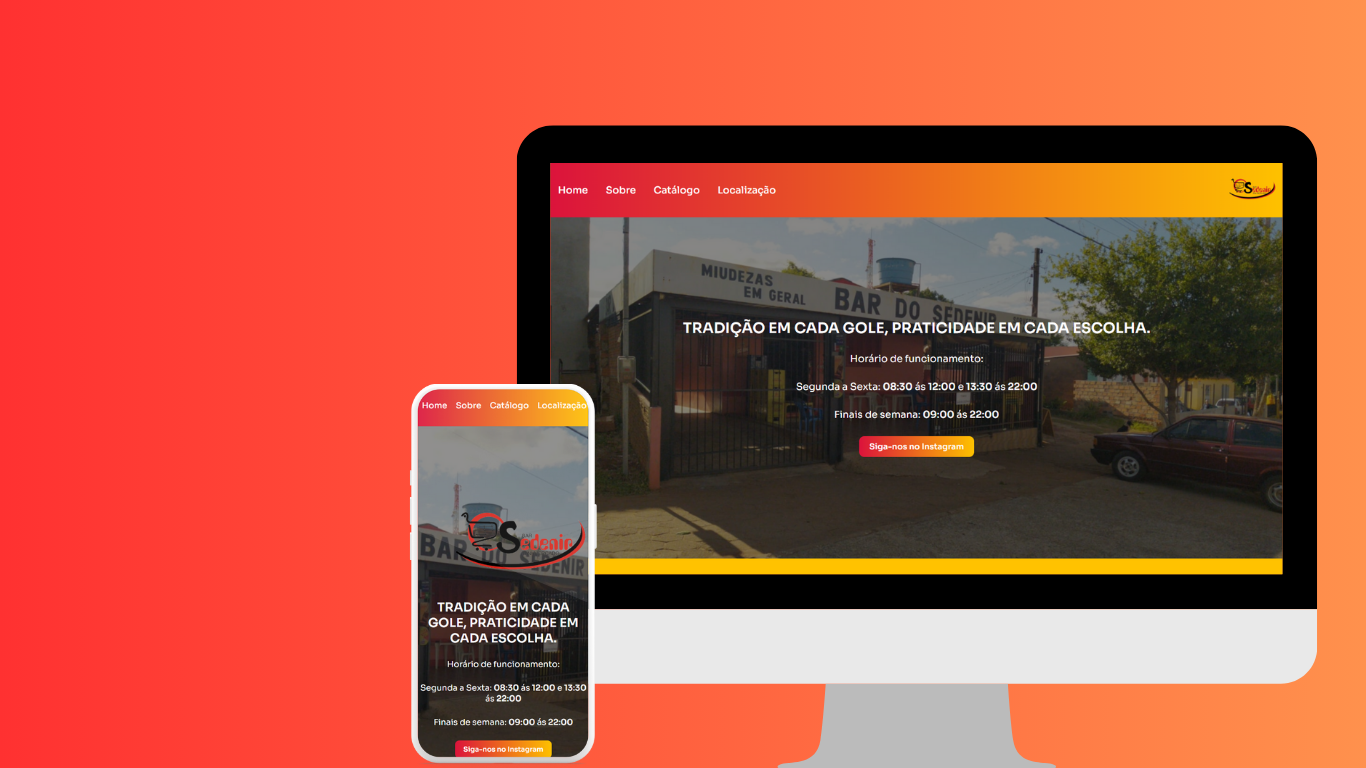 Home Sobre Catálogo Localização
Sedenir
MIUDEZAS
EM GERAL
BAR DO SEDENIR
TRADIÇÃO EM CADA GOLE, PRATICIDADE EM CADA ESCOLHA.
Horário de funcionamento:
Segunda a Sexta: 08:30 ás 12:00 e 13:30 ás 22:00
Finais de semana: 09:00 ás 22:00
Siga-nos no Instagram
Home Sobre Catálogo Localização
Sedenir
BAR DO SEDENIR
TRADIÇÃO EM CADA
GOLE, PRATICIDADE EM
CADA ESCOLHA.
Horário de funcionamento:
Segunda a Sexta: 08:30 ás 12:00 e 13:30
ás 22:00
Finais de semana: 09:00 ás 22:00
Siga-nos no Instagram